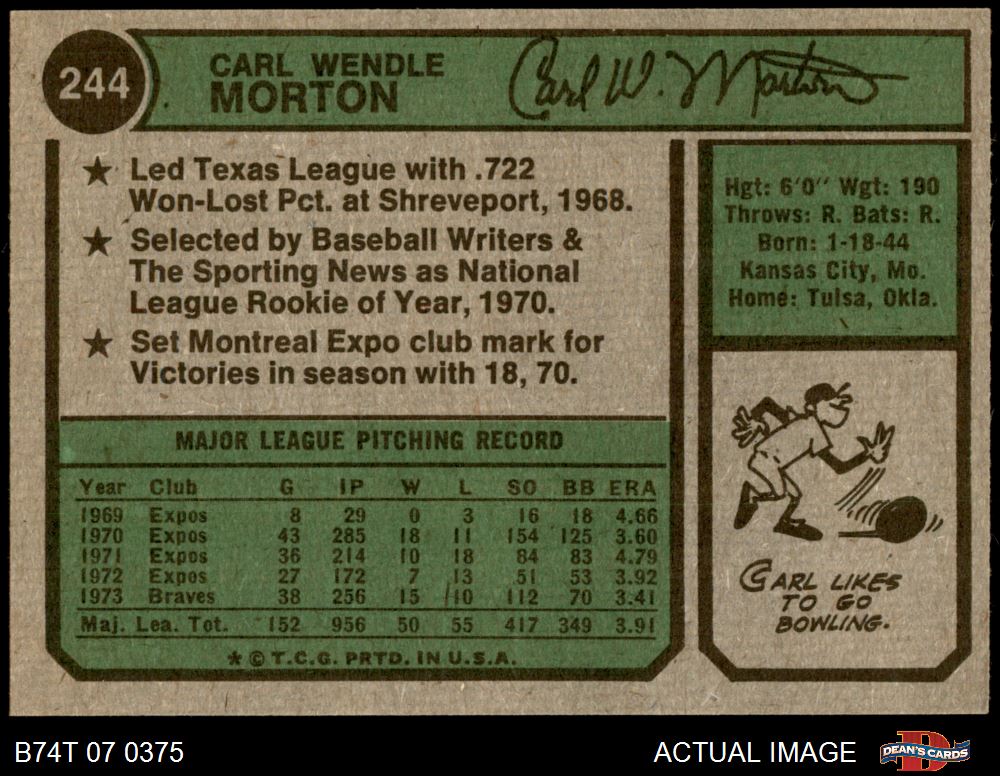 244
CARL WENDLE
MORTON
Carl W. Morton
★ Led Texas League with .722
Won-Lost Pct. at Shreveport, 1968.
★ Selected by Baseball Writers &
The Sporting News as National
League Rookie of Year, 1970.
★ Set Montreal Expo club mark for
Victories in season with 18, 70.
MAJOR LEAGUE PITCHING RECORD
Year Club G IP W L SO BB ERA
1969 Expos 8 29 0 3 16 18 4.66
1970 Expos 43 285 18 11 154 125 3.60
1971 Expos 36 214 10 18 84 83 4.79
1972 Expos 27 172 7 13 51 53 3.92
1973 Braves 38 256 15 10 112 70 3.41
Maj. Lea. Tot. 152 956 50 55 417 349 3.91
★ © T.C.G. PRTD. IN U.S.A.
Hgt: 6'0" Wgt: 190
Throws: R. Bats: R.
Born: 1-18-44
Kansas City, Mo.
Home: Tulsa, Okla.
CARL LIKES
TO GO
BOWLING.
B74T 07 0375
ACTUAL IMAGE
D
DEAN'S CARDS